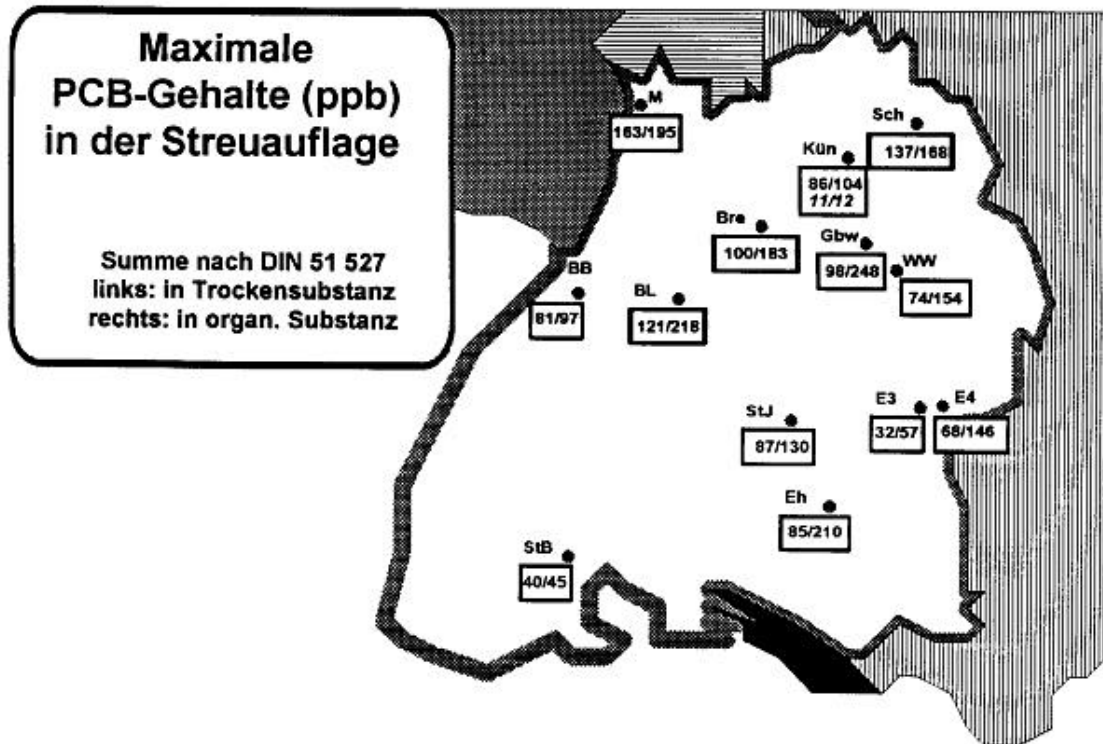 Maximale
PCB-Gehalte (ppb)
in der Streuauflage
Summe nach DIN 51 527
links: in Trockensubstanz
rechts: in organ. Substanz
M
163/195
Sch
137/168
Kün
86/104
11/12
Bre
100/183
Gbw
98/248
WW
74/154
BB
81/97
BL
121/218
E3
32/57
E4
68/146
StJ
87/130
Eh
85/210
StB
40/45